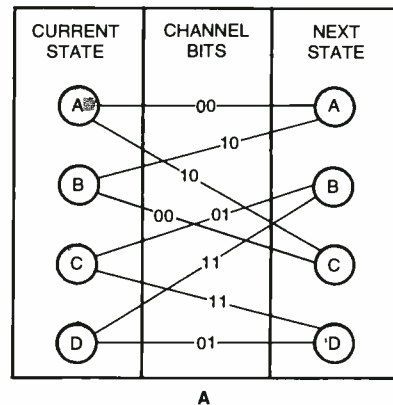 CURRENT STATE
CHANNEL BITS
NEXT STATE
A 00 A
10
B 10 B
00 01
C 11 C
11
D 01 'D
A